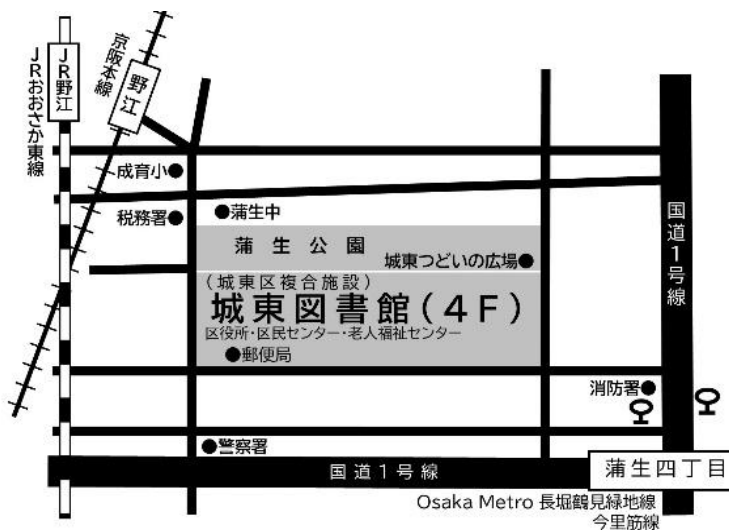 JRおおさか東線
JR野江
京阪本線
野江
成育小●
税務署●
●蒲生中
蒲生公園
城東つどいの広場●
(城東区複合施設)
城東図書館(4F)
区役所・区民センター・老人福祉センター
●郵便局
国道1号線
消防署●
●警察署
国道1号線
蒲生四丁目
Osaka Metro 長堀鶴見緑地線
今里筋線